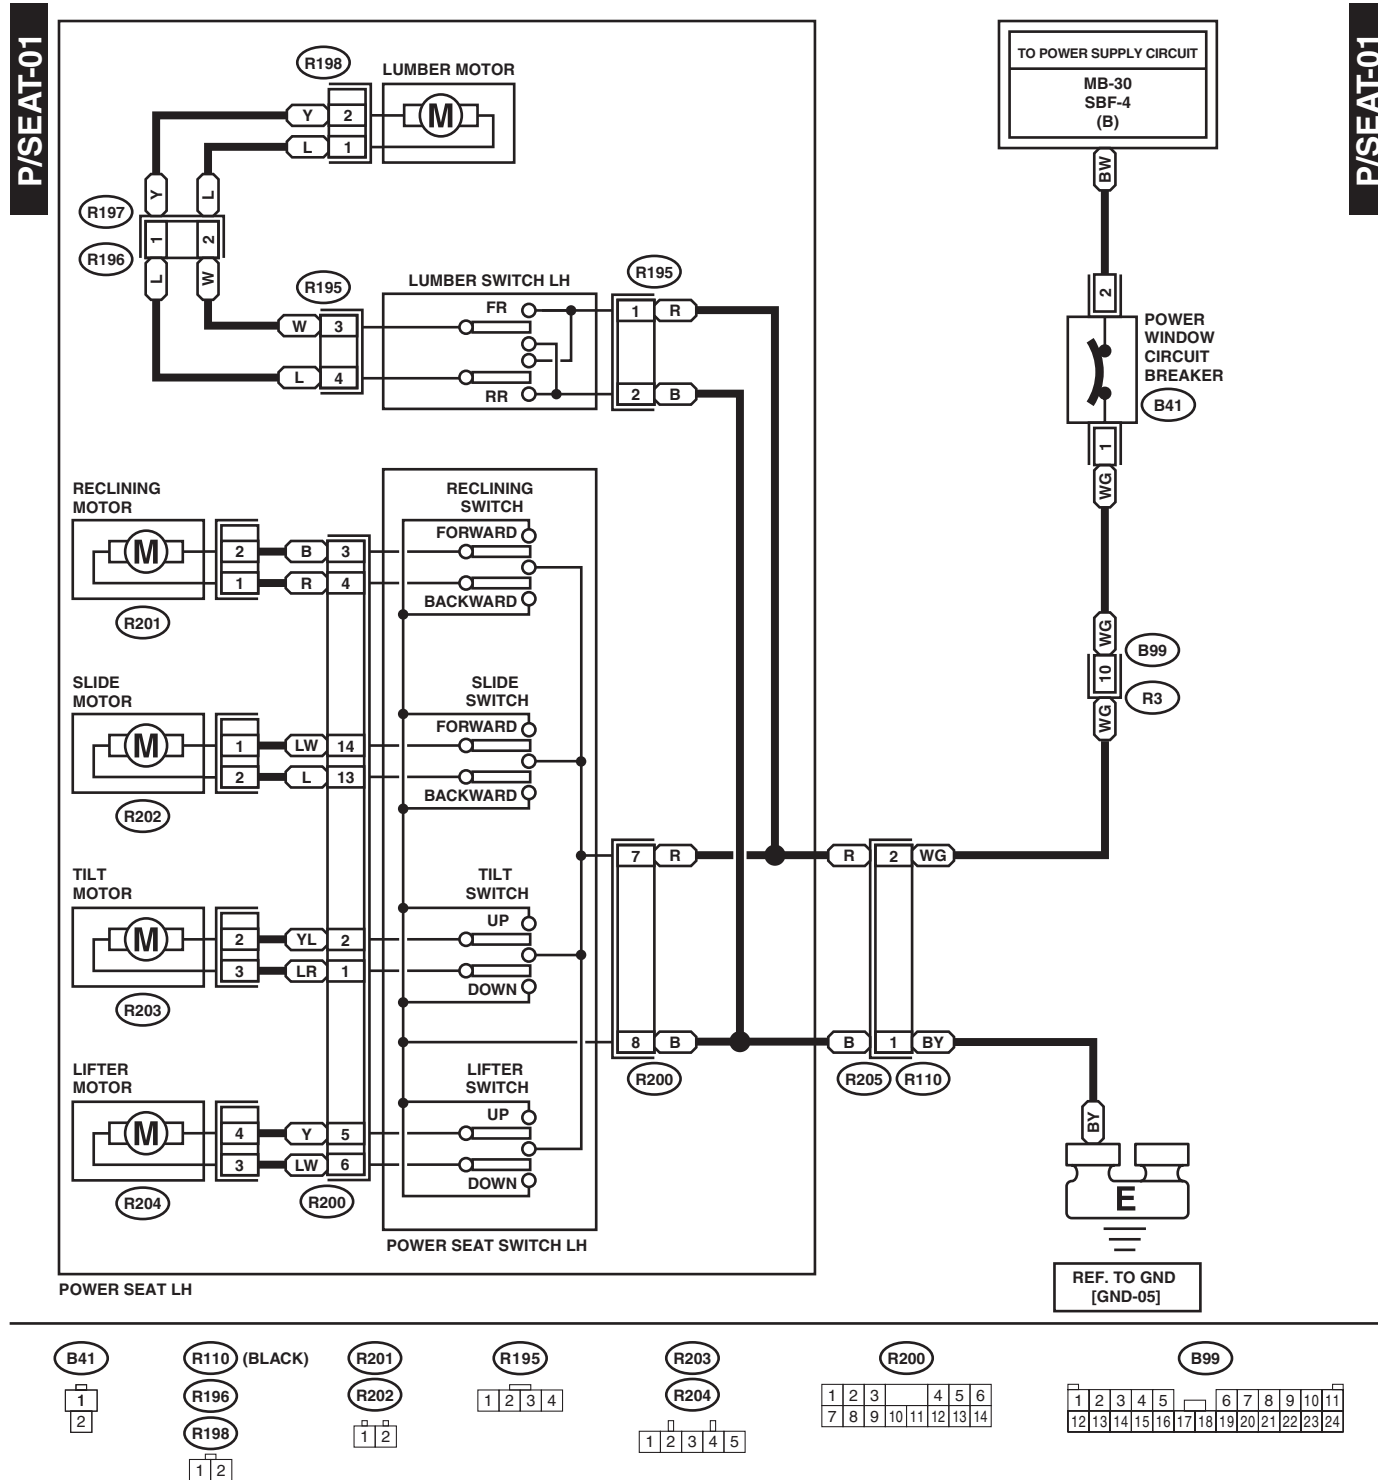 P/SEAT-01
P/SEAT-01
R198
LUMBER MOTOR
M
Y 2
L 1
Y L
R197
1 2
R196
L W
R195
W 3
L 4
LUMBER SWITCH LH
FR
RR
R195
1 R
2 B
TO POWER SUPPLY CIRCUIT
MB-30
SBF-4
(B)
BW
2
POWER
WINDOW
CIRCUIT
BREAKER
B41
1
WG
WG
B99
10
R3
WG
RECLINING
MOTOR
M
2 B 3
1 R 4
R201
RECLINING
SWITCH
FORWARD
BACKWARD
SLIDE
MOTOR
M
1 LW 14
2 L 13
R202
SLIDE
SWITCH
FORWARD
BACKWARD
7 R
R 2 WG
TILT
MOTOR
M
2 YL 2
3 LR 1
R203
TILT
SWITCH
UP
DOWN
8 B
B 1 BY
R200
R205 R110
LIFTER
MOTOR
M
4 Y 5
3 LW 6
R204
R200
LIFTER
SWITCH
UP
DOWN
BY
E
POWER SEAT SWITCH LH
REF. TO GND
[GND-05]
POWER SEAT LH
B41
1
2
R110 (BLACK)
R196
R198
1 2
R201
R202
1 2
R195
1 2 3 4
R203
R204
1 2 3 4 5
R200
1 2 3 4 5 6
7 8 9 10 11 12 13 14
B99
1 2 3 4 5 6 7 8 9 10 11
12 13 14 15 16 17 18 19 20 21 22 23 24